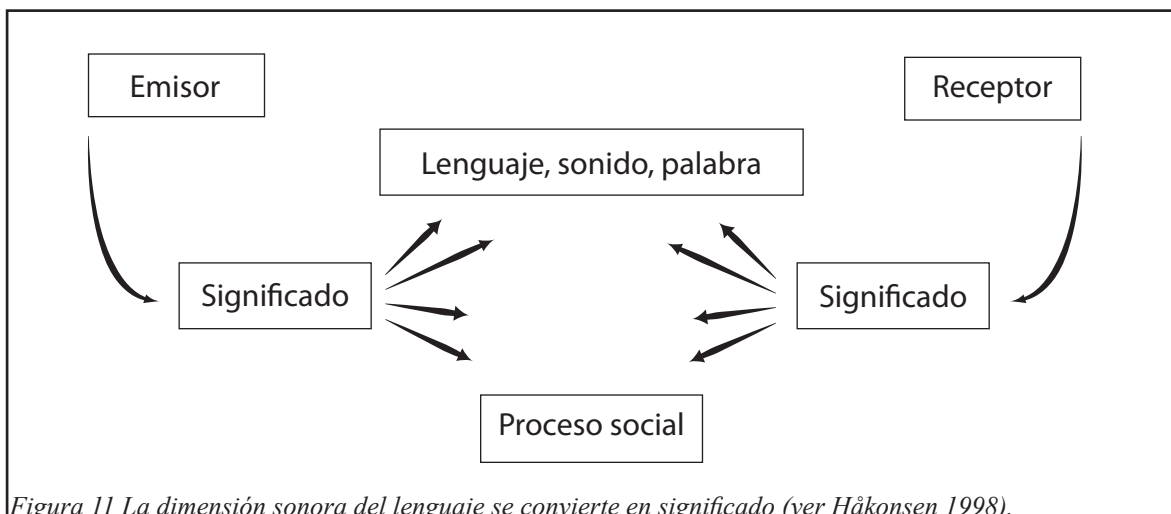 Emisor
Receptor
Lenguaje, sonido, palabra
Significado
Significado
Proceso social
Figura 11 La dimensión sonora del lenguaje se convierte en significado (ver Håkonsen 1998).